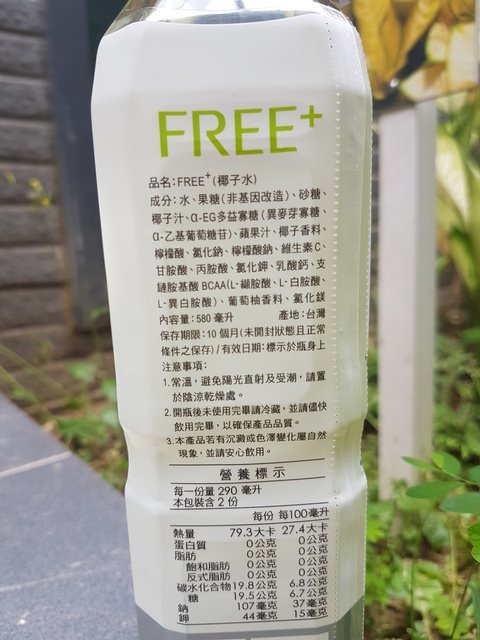 FREE+
品名:FREE+(椰子水)
成分:水、果糖(非基因改造)、砂糖、
椰子汁、α-EG多益寡糖(異麥芽寡糖、
α-乙基葡萄糖苷)、蘋果汁、椰子香料、
檸檬酸、氯化鈉、檸檬酸鈉、維生素C、
甘胺酸、丙胺酸、氯化鉀、乳酸鈣、支
鏈胺基酸BCAA(L-纈胺酸、L-白胺酸、
L-異白胺酸)、葡萄柚香料、氯化鎂
內容量:580毫升 產地:台灣
保存期限:10個月(未開封狀態且正常
條件之保存)/有效日期:標示於瓶身上
注意事項:
1.常溫,避免陽光直射及受潮,請置
於陰涼乾燥處。
2.開瓶後未使用完畢請冷藏,並請儘快
飲用完畢,以確保產品品質。
3.本產品若有沉澱或色澤變化屬自然
現象,並請安心飲用。
營養標示
每一份量290毫升
本包裝含2份
每份 每100毫升
熱量 79.3大卡 27.4大卡
蛋白質 0公克 0公克
脂肪 0公克 0公克
飽和脂肪 0公克 0公克
反式脂肪 0公克 0公克
碳水化合物 19.8公克 6.8公克
糖 19.5公克 6.7公克
鈉 107毫克 37毫克
鉀 44毫克 15毫克